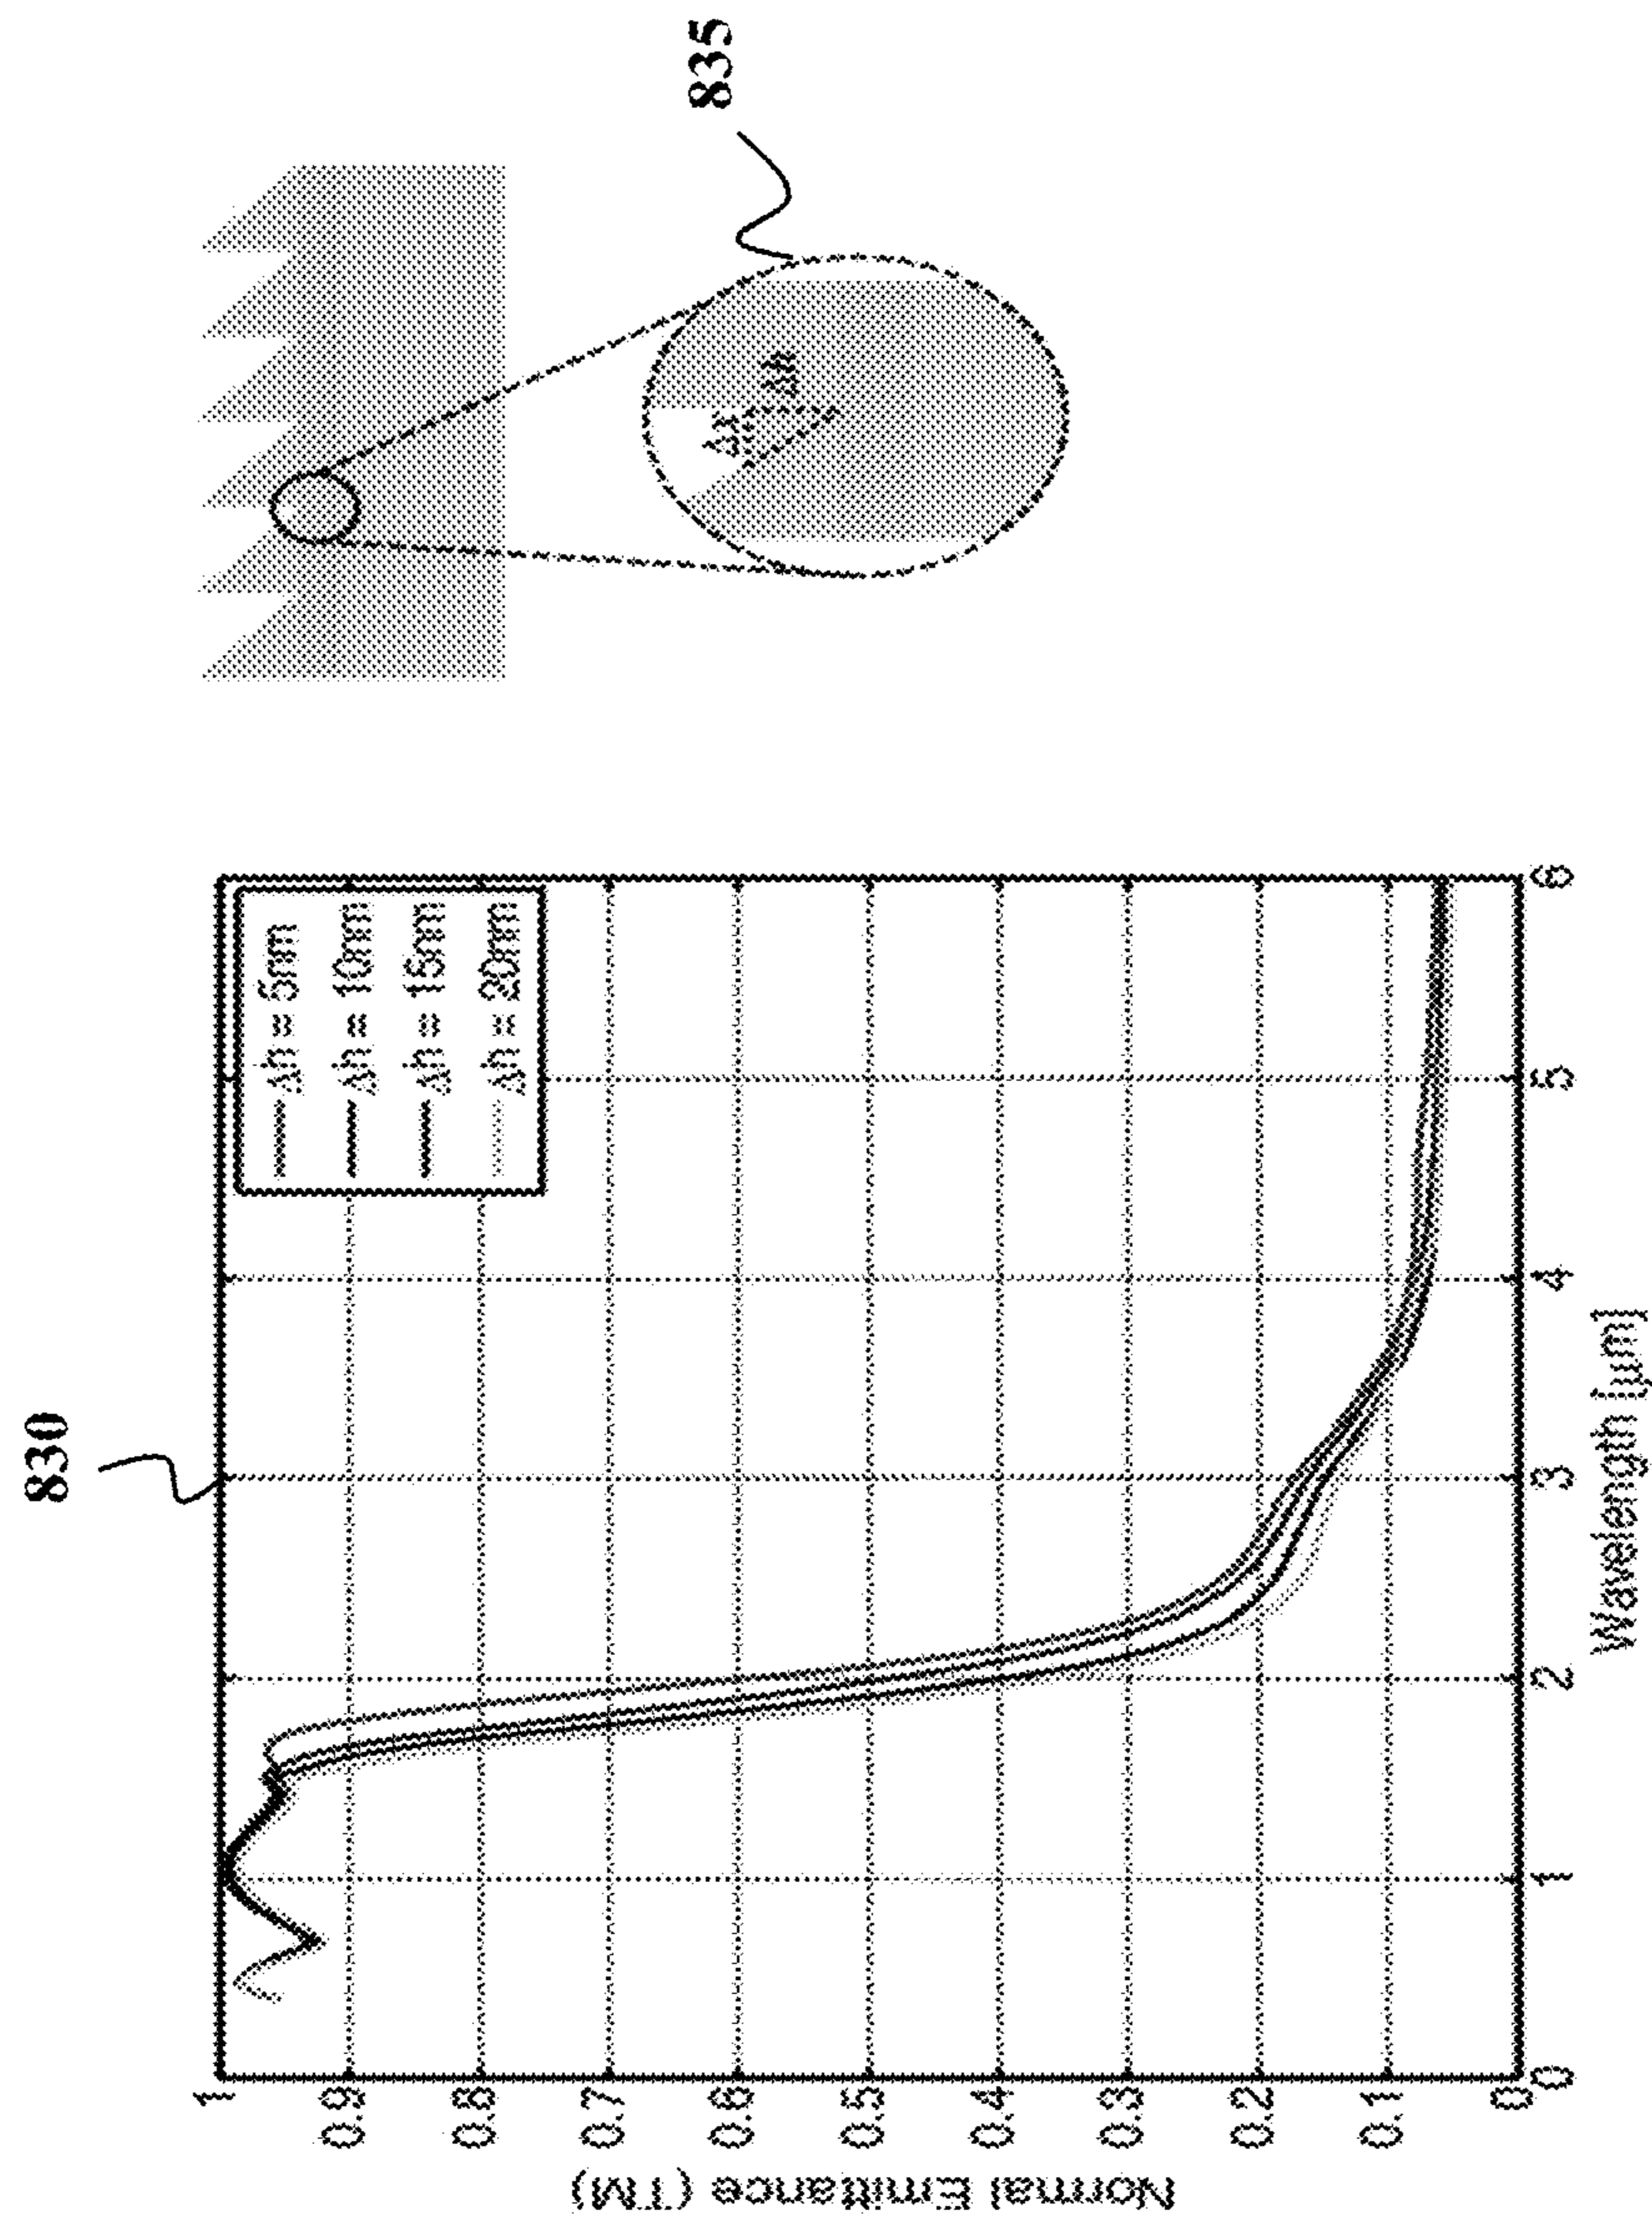 830
Normal Emittance (TM)
1
0.9
0.8
0.7
0.6
0.5
0.4
0.3
0.2
0.1
0
0 1 2 3 4 5 6
Wavelength [μm]
Δh = 5nm
Δh = 10nm
Δh = 15nm
Δh = 20nm
835
Δx
Δh